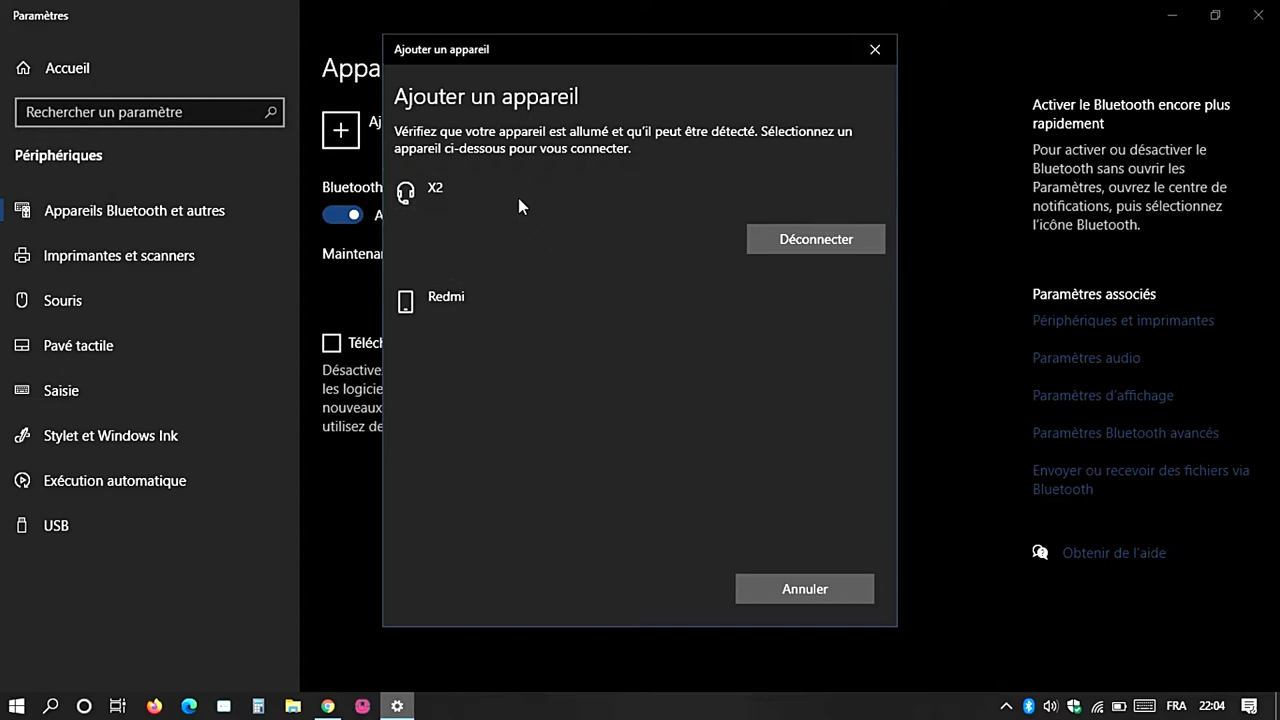 Paramètres
Accueil
Rechercher un paramètre
Périphériques
Appareils Bluetooth et autres
Imprimantes et scanners
Souris
Pavé tactile
Saisie
Stylet et Windows Ink
Exécution automatique
USB
Appa
Aj
Bluetooth
A
Maintena
Téléch
Désactive
les logicie
nouveaux
utilisez de
Ajouter un appareil
Ajouter un appareil
Vérifiez que votre appareil est allumé et qu'il peut être détecté. Sélectionnez un
appareil ci-dessous pour vous connecter.
X2
Déconnecter
Redmi
Annuler
Activer le Bluetooth encore plus
rapidement
Pour activer ou désactiver le
Bluetooth sans ouvrir les
Paramètres, ouvrez le centre de
notifications, puis sélectionnez
l'icône Bluetooth.
Paramètres associés
Périphériques et imprimantes
Paramètres audio
Paramètres d'affichage
Paramètres Bluetooth avancés
Envoyer ou recevoir des fichiers via
Bluetooth
Obtenir de l'aide
FRA
22:04